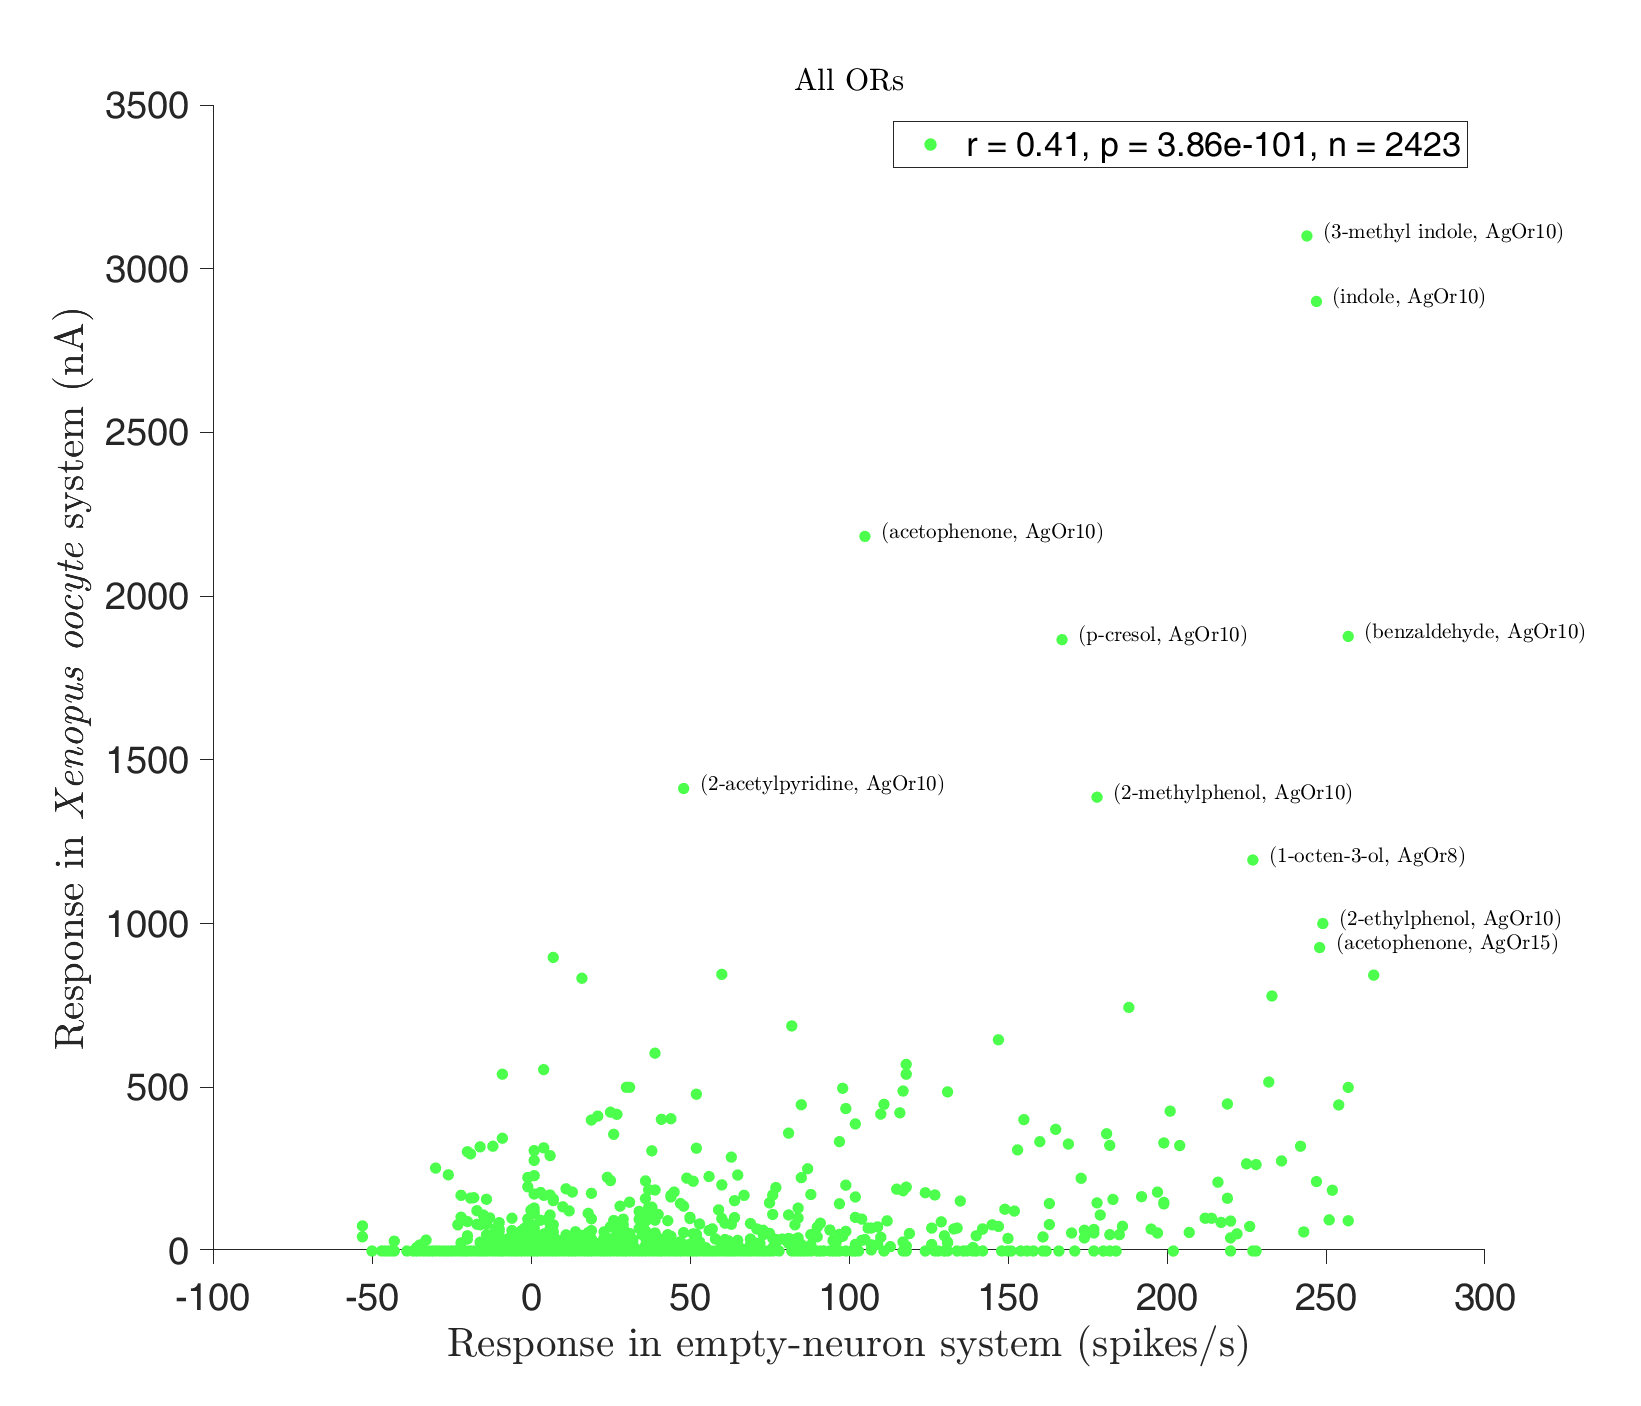 All ORs
r = 0.41, p = 3.86e-101, n = 2423
3500
3000
2500
2000
1500
1000
500
0
Response in Xenopus oocyte system (nA)
(3-methyl indole, AgOr10)
(indole, AgOr10)
(acetophenone, AgOr10)
(p-cresol, AgOr10)
(benzaldehyde, AgOr10)
(2-acetylpyridine, AgOr10)
(2-methylphenol, AgOr10)
(1-octen-3-ol, AgOr8)
(2-ethylphenol, AgOr10)
(acetophenone, AgOr15)
-100 -50 0 50 100 150 200 250 300
Response in empty-neuron system (spikes/s)